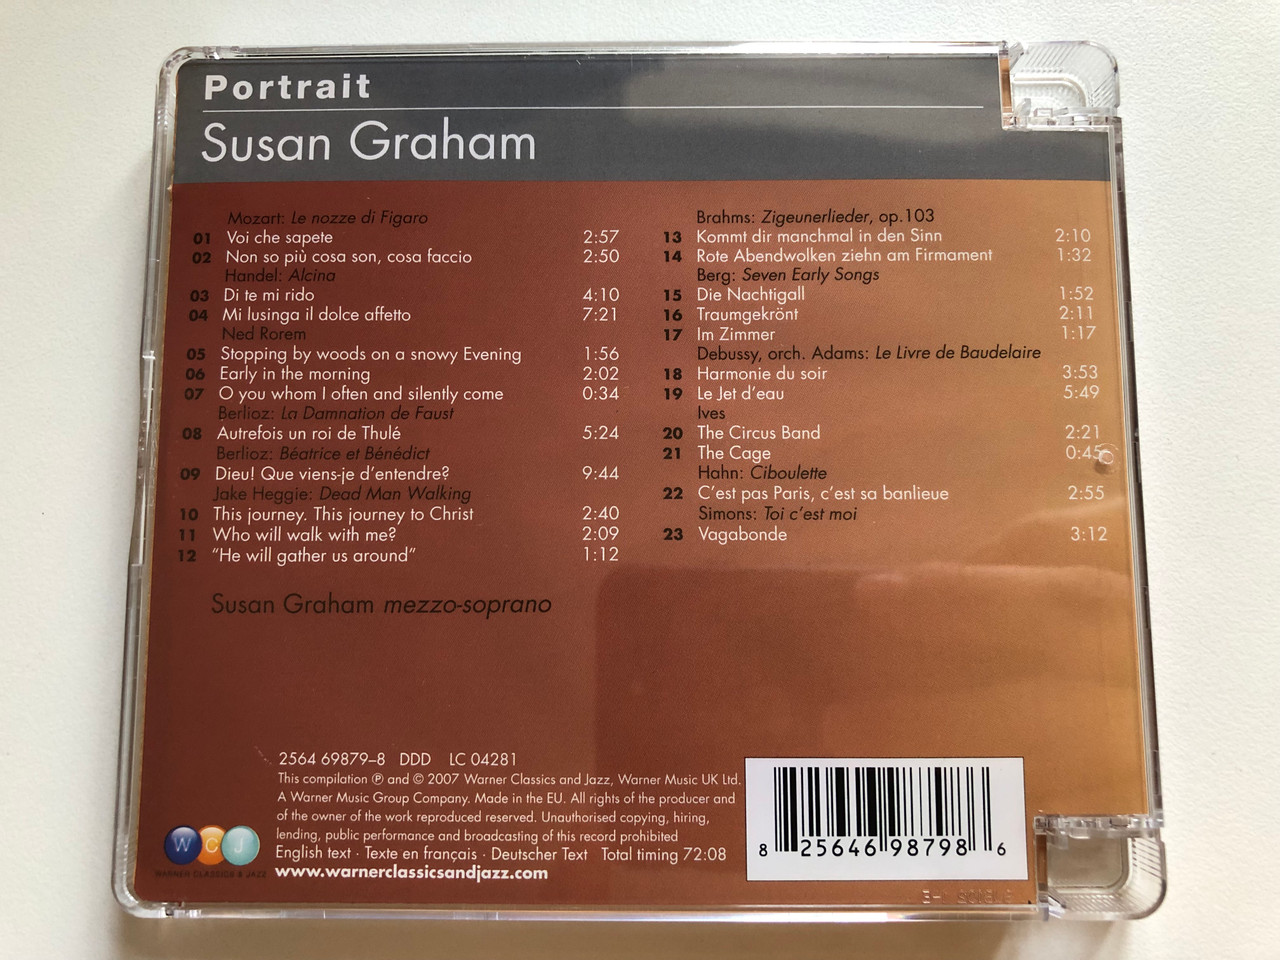 Portrait
Susan Graham
Mozart: Le nozze di Figaro
01 Voi che sapete 2:57
02 Non so più cosa son, cosa faccio 2:50
Handel: Alcina
03 Di te mi rido 4:10
04 Mi lusinga il dolce affetto 7:21
Ned Rorem
05 Stopping by woods on a snowy Evening 1:56
06 Early in the morning 2:02
07 O you whom I often and silently come 0:34
Berlioz: La Damnation de Faust
08 Autrefois un roi de Thulé 5:24
Berlioz: Béatrice et Bénédict
09 Dieu! Que viens-je d'entendre? 9:44
Jake Heggie: Dead Man Walking
10 This journey. This journey to Christ 2:40
11 Who will walk with me? 2:09
12 “He will gather us around” 1:12
Susan Graham mezzo-soprano
Brahms: Zigeunerlieder, op.103
13 Kommt dir manchmal in den Sinn 2:10
14 Rote Abendwolken ziehn am Firmament 1:32
Berg: Seven Early Songs
15 Die Nachtigall 1:52
16 Traumgekrönt 2:11
17 Im Zimmer 1:17
Debussy, orch. Adams: Le Livre de Baudelaire
18 Harmonie du soir 3:53
19 Le Jet d'eau 5:49
Ives
20 The Circus Band 2:21
21 The Cage 0:45
Hahn: Ciboulette
22 C'est pas Paris, c'est sa banlieue 2:55
Simons: Toi c'est moi
23 Vagabonde 3:12
2564 69879–8 DDD LC 04281
This compilation ℗ and © 2007 Warner Classics and Jazz, Warner Music UK Ltd.
A Warner Music Group Company. Made in the EU. All rights of the producer and
of the owner of the work reproduced reserved. Unauthorised copying, hiring,
lending, public performance and broadcasting of this record prohibited
English text · Texte en français · Deutscher Text Total timing 72:08
www.warnerclassicsandjazz.com
W C J
WARNER CLASSICS & JAZZ
8 25646 98798 6